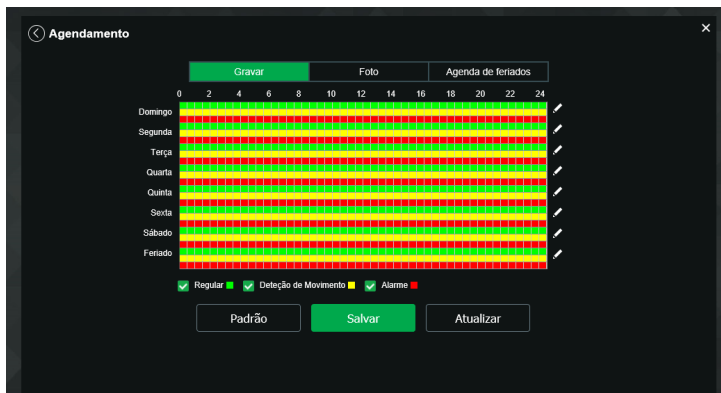 Agendamento
Gravar Foto Agenda de feriados
0 2 4 6 8 10 12 14 16 18 20 22 24
Domingo
Segunda
Terça
Quarta
Quinta
Sexta
Sábado
Feriado
Regular Deteção de Movimento Alarme
Padrão Salvar Atualizar